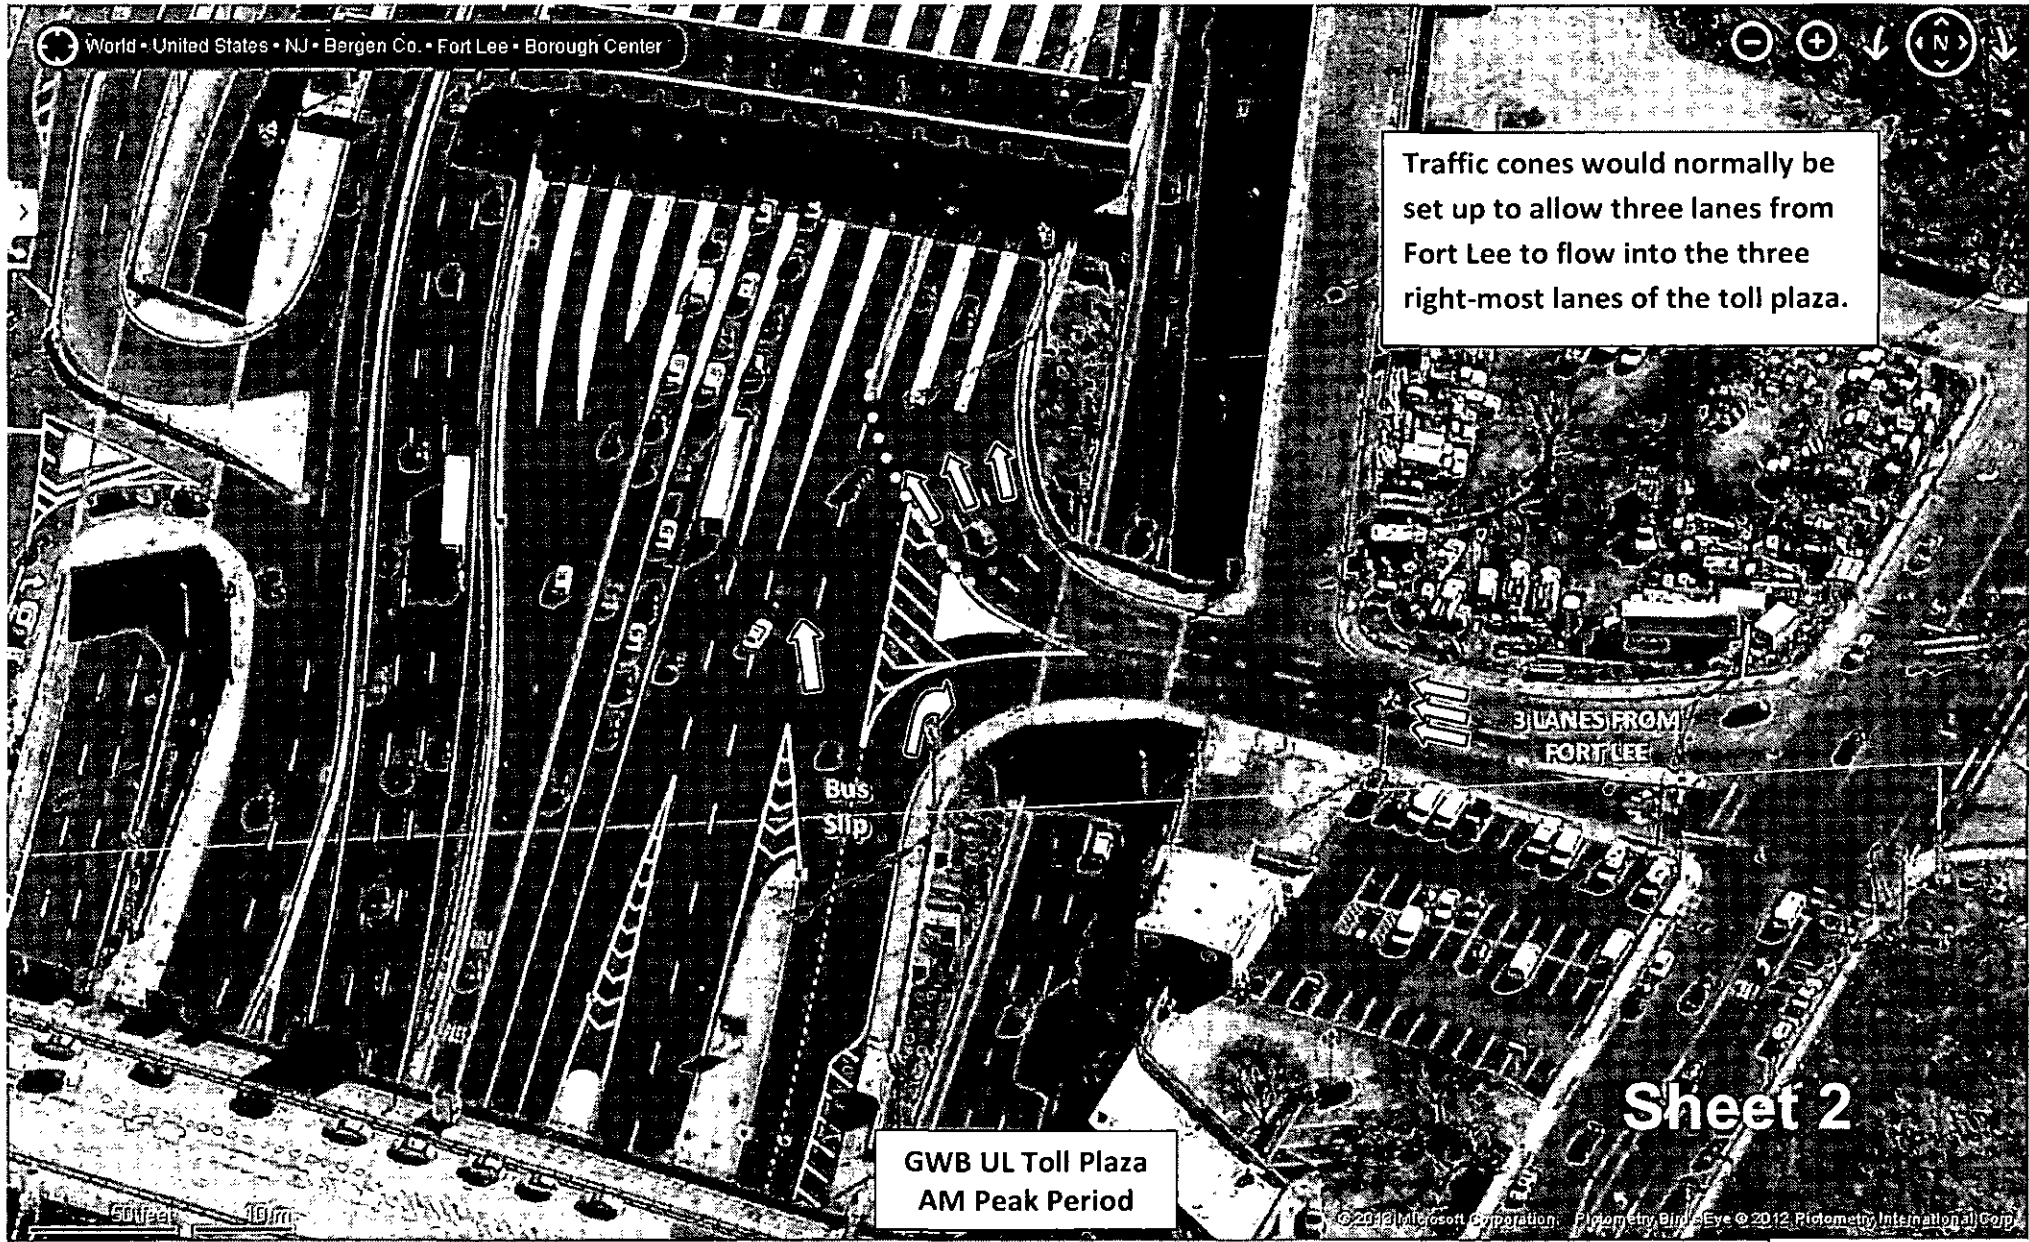 World • United States • NJ • Bergen Co. • Fort Lee • Borough Center
N
Traffic cones would normally be
set up to allow three lanes from
Fort Lee to flow into the three
right-most lanes of the toll plaza.
3 LANES FROM
FORT LEE
Bus
Slip
Sheet 2
GWB UL Toll Plaza
AM Peak Period
50 feet 10 m
© 2012 Microsoft Corporation Pictometry Bird's Eye © 2012 Pictometry International Corp.